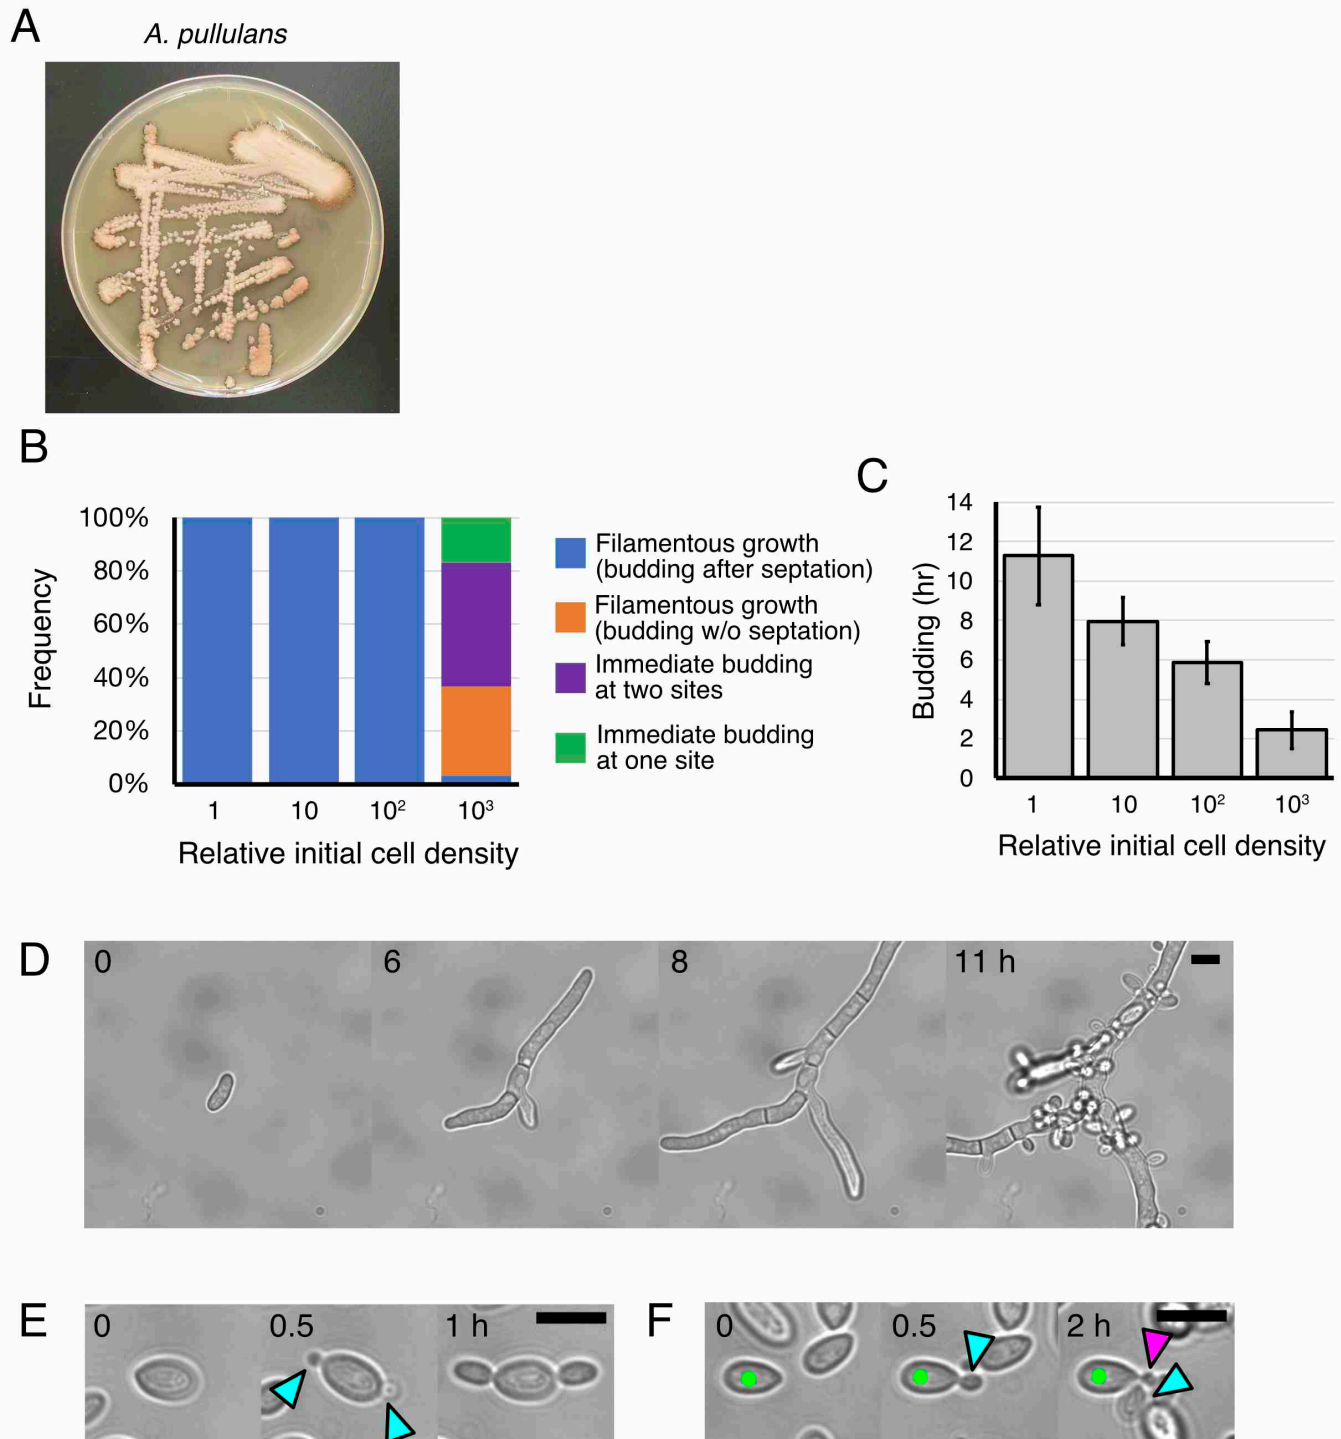 A
A. pullulans
B
100%
80%
60%
40%
20%
0%
Frequency
1 10 10² 10³
Relative initial cell density
Filamentous growth
(budding after septation)
Filamentous growth
(budding w/o septation)
Immediate budding
at two sites
Immediate budding
at one site
C
14
12
10
8
6
4
2
0
Budding (hr)
1 10 10² 10³
Relative initial cell density
D
0 6 8 11 h
E
0 0.5 1 h
F
0 0.5 2 h